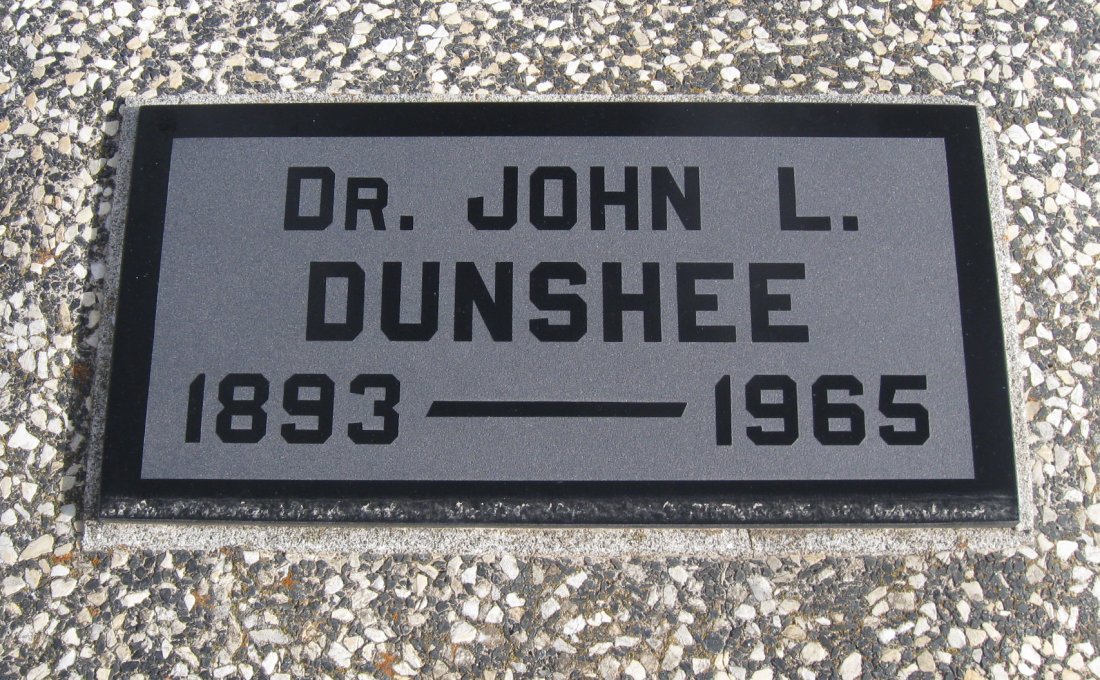 DR. JOHN L.
DUNSHEE
1893 — 1965